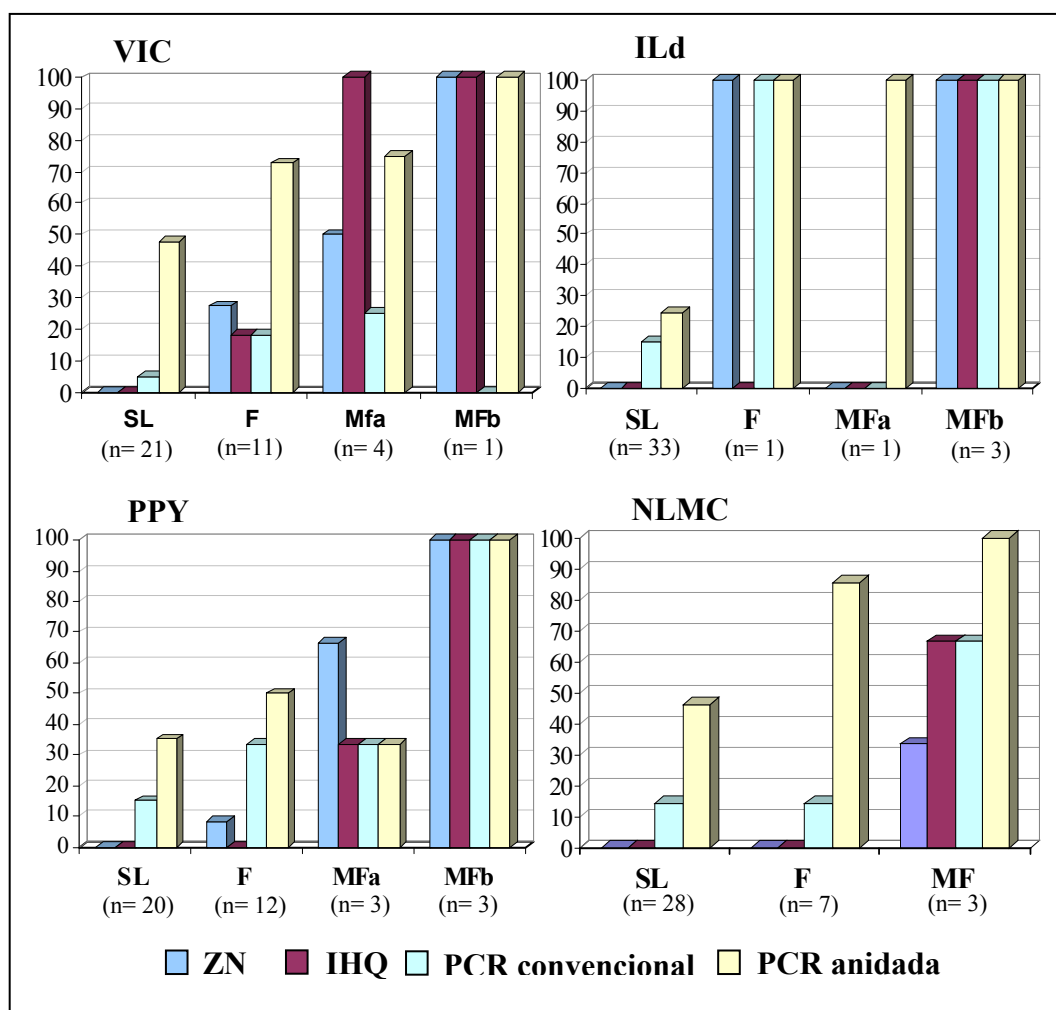 VIC
100
90
80
70
60
50
40
30
20
10
0
SL
F
Mfa
MFb
(n= 21)
(n=11)
(n= 4)
(n= 1)
ILd
100
90
80
70
60
50
40
30
20
10
0
SL
F
MFa
MFb
(n= 33)
(n= 1)
(n= 1)
(n= 3)
PPY
100
90
80
70
60
50
40
30
20
10
0
SL
F
MFa
MFb
(n= 20)
(n= 12)
(n= 3)
(n= 3)
NLMC
100
90
80
70
60
50
40
30
20
10
0
SL
F
MF
(n= 28)
(n= 7)
(n= 3)
ZN IHQ PCR convencional PCR anidada